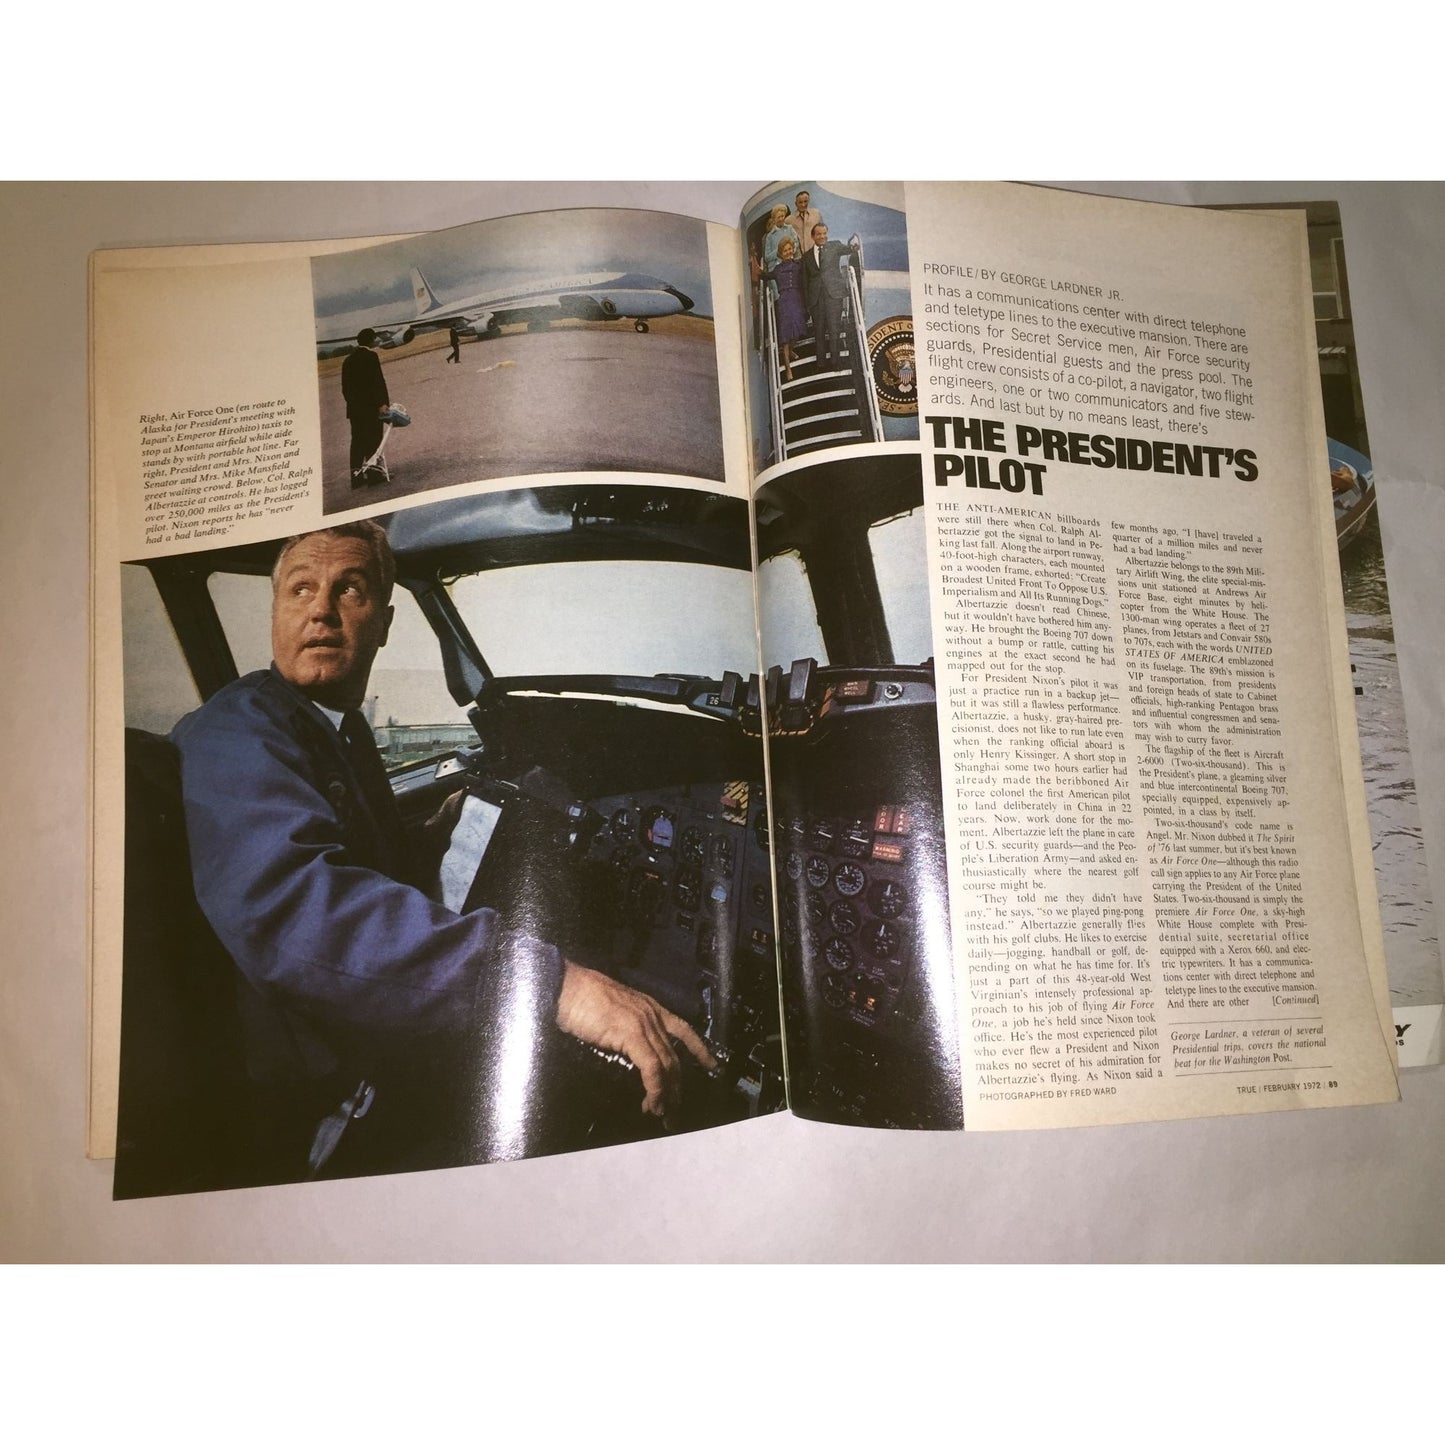 Right, Air Force One (en route to
Alaska for President's meeting with
Japan's Emperor Hirohito) taxis to
stop at Montana airfield while aide
stands by with portable hot line. Far
right, President and Mrs. Nixon and
Senator and Mrs. Mike Mansfield
greet waiting crowd. Below, Col. Ralph
Albertazzie at controls. He has logged
over 250,000 miles as the President's
pilot. Nixon reports he has "never
had a bad landing."
26
PROFILE/BY GEORGE LARDNER JR.
It has a communications center with direct telephone
and teletype lines to the executive mansion. There are
sections for Secret Service men, Air Force security
guards, Presidential guests and the press pool. The
flight crew consists of a co-pilot, a navigator, two flight
engineers, one or two communicators and five stew-
ards. And last but by no means least, there's
THE PRESIDENT'S
PILOT
THE ANTI-AMERICAN billboards
were still there when Col. Ralph Al-
bertazzie got the signal to land in Pe-
king last fall. Along the airport runway,
40-foot-high characters, each mounted
on a wooden frame, exhorted: "Create
Broadest United Front To Oppose U.S.
Imperialism and All Its Running Dogs."
Albertazzie doesn't read Chinese,
but it wouldn't have bothered him any-
way. He brought the Boeing 707 down
without a bump or rattle, cutting his
engines at the exact second he had
mapped out for the stop.
For President Nixon's pilot it was
just a practice run in a backup jet—
but it was still a flawless performance.
Albertazzie, a husky, gray-haired pre-
cisionist, does not like to run late even
when the ranking official aboard is
only Henry Kissinger. A short stop in
Shanghai some two hours earlier had
already made the beribboned Air
Force colonel the first American pilot
to land deliberately in China in 22
years. Now, work done for the mo-
ment, Albertazzie left the plane in care
of U.S. security guards—and the Peo-
ple's Liberation Army—and asked en-
thusiastically where the nearest golf
course might be.
"They told me they didn't have
any," he says, "so we played ping-pong
instead." Albertazzie generally flies
with his golf clubs. He likes to exercise
daily—jogging, handball or golf, de-
pending on what he has time for. It's
just a part of this 48-year-old West
Virginian's intensely professional ap-
proach to his job of flying Air Force
One, a job he's held since Nixon took
office. He's the most experienced pilot
who ever flew a President and Nixon
makes no secret of his admiration for
Albertazzie's flying. As Nixon said a
few months ago, "I [have] traveled a
quarter of a million miles and never
had a bad landing."
Albertazzie belongs to the 89th Mili-
tary Airlift Wing, the elite special-mis-
sions unit stationed at Andrews Air
Force Base, eight minutes by heli-
copter from the White House. The
1300-man wing operates a fleet of 27
planes, from Jetstars and Convair 580s
to 707s, each with the words UNITED
STATES OF AMERICA emblazoned
on its fuselage. The 89th's mission is
VIP transportation, from presidents
and foreign heads of state to Cabinet
officials, high-ranking Pentagon brass
and influential congressmen and sena-
tors with whom the administration
may wish to curry favor.
The flagship of the fleet is Aircraft
2-6000 (Two-six-thousand). This is
the President's plane, a gleaming silver
and blue intercontinental Boeing 707,
specially equipped, expensively ap-
pointed, in a class by itself.
Two-six-thousand's code name is
Angel. Mr. Nixon dubbed it The Spirit
of '76 last summer, but it's best known
as Air Force One—although this radio
call sign applies to any Air Force plane
carrying the President of the United
States. Two-six-thousand is simply the
premiere Air Force One, a sky-high
White House complete with Presi-
dential suite, secretarial office
equipped with a Xerox 660, and elec-
tric typewriters. It has a communica-
tions center with direct telephone and
teletype lines to the executive mansion.
And there are other [Continued]
George Lardner, a veteran of several
Presidential trips, covers the national
beat for the Washington Post.
PHOTOGRAPHED BY FRED WARD
TRUE / FEBRUARY 1972 / 89